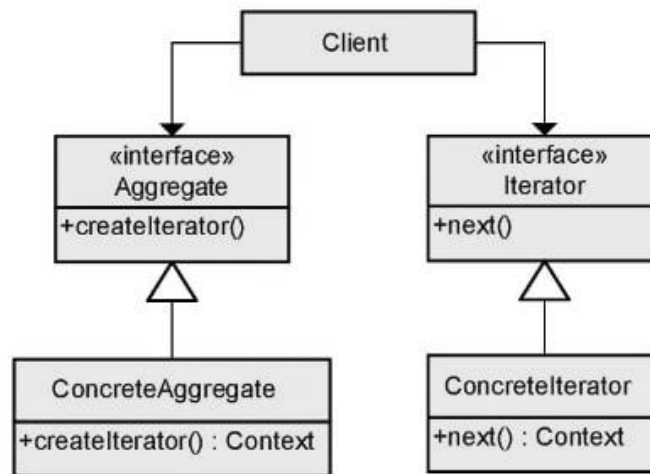 Client
«interface»
Aggregate
+createIterator()
«interface»
Iterator
+next()
ConcreteAggregate
+createIterator() : Context
ConcreteIterator
+next() : Context